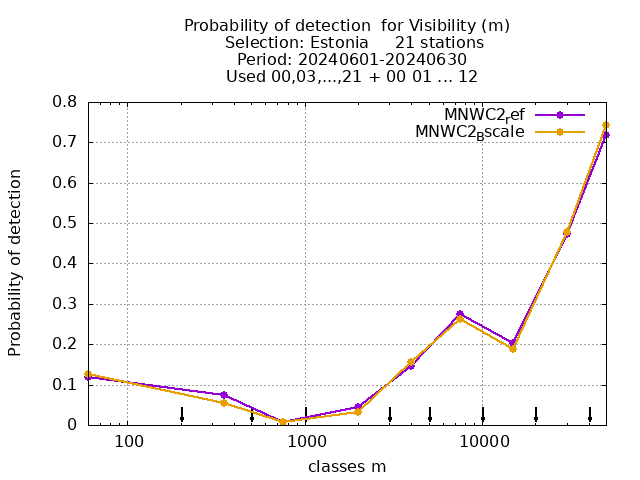 Probability of detection  for Visibility (m)
Selection: Estonia     21 stations
Period: 20240601-20240630
Used 00,03,...,21 + 00 01 ... 12
MNWC2ref
MNWC2Bscale
0.8
0.7
0.6
0.5
0.4
0.3
0.2
0.1
0
Probability of detection
100
1000
10000
classes m